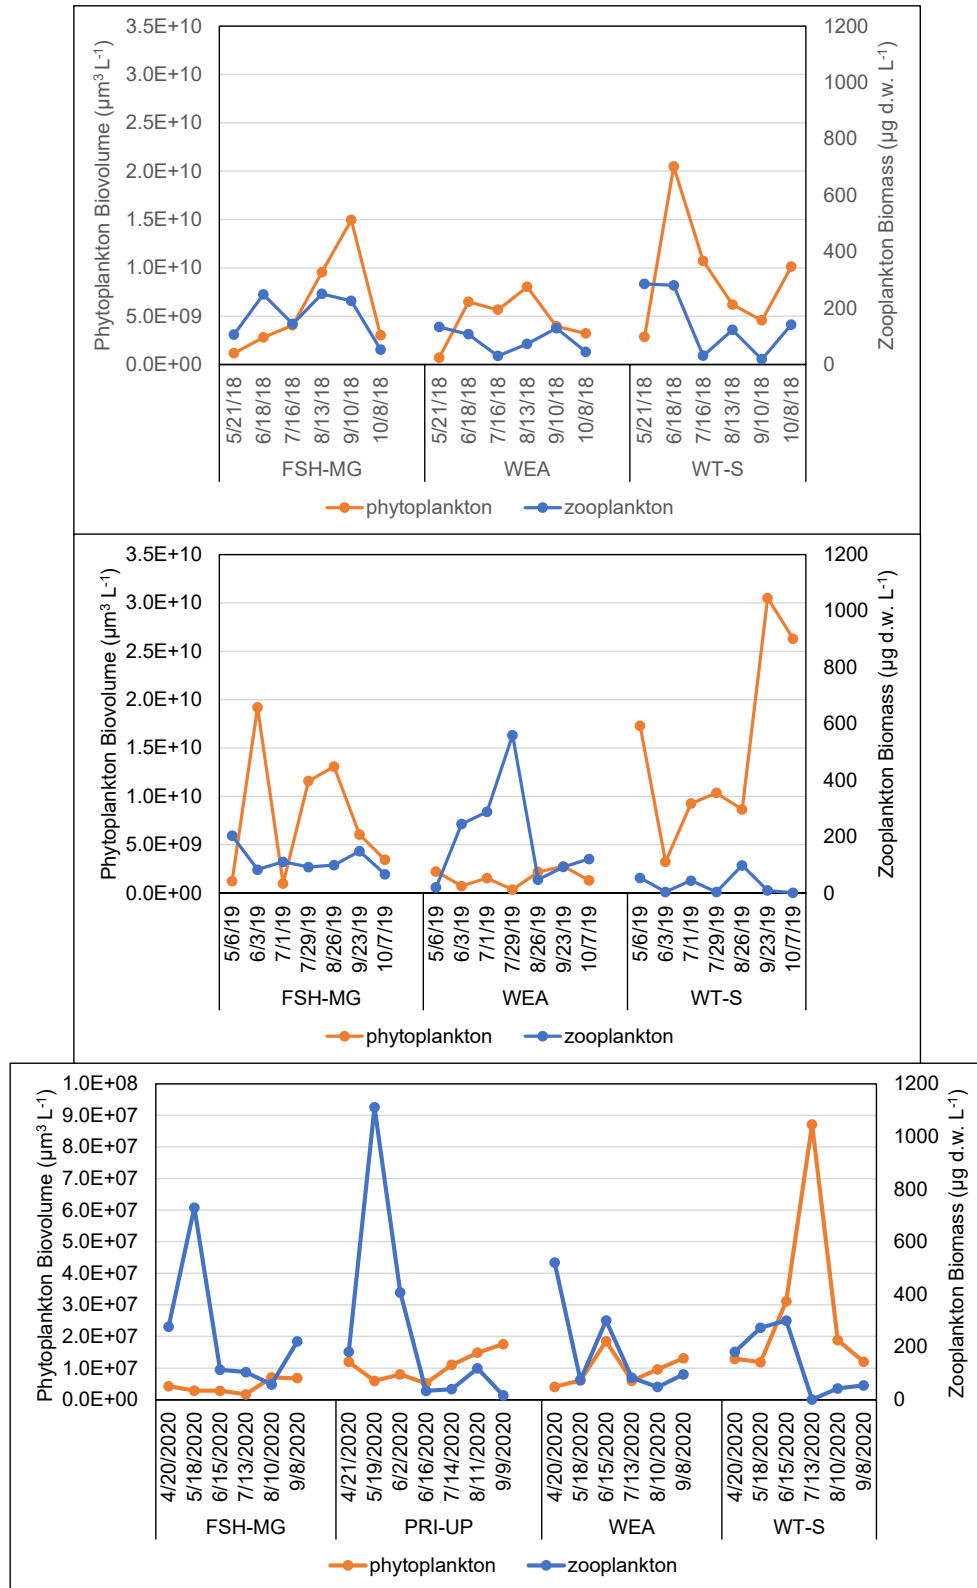 Phytoplankton Biovolume (µm³ L⁻¹)
3.5E+10
3.0E+10
2.5E+10
2.0E+10
1.5E+10
1.0E+10
5.0E+09
0.0E+00
1200
1000
800
600
400
200
0
Zooplankton Biomass (µg d.w. L⁻¹)
5/21/18 6/18/18 7/16/18 8/13/18 9/10/18 10/8/18 5/21/18 6/18/18 7/16/18 8/13/18 9/10/18 10/8/18 5/21/18 6/18/18 7/16/18 8/13/18 9/10/18 10/8/18
FSH-MG WEA WT-S
phytoplankton zooplankton
Phytoplankton Biovolume (µm³ L⁻¹)
3.5E+10
3.0E+10
2.5E+10
2.0E+10
1.5E+10
1.0E+10
5.0E+09
0.0E+00
1200
1000
800
600
400
200
0
Zooplankton Biomass (µg d.w. L⁻¹)
5/6/19 6/3/19 7/1/19 7/29/19 8/26/19 9/23/19 10/7/19 5/6/19 6/3/19 7/1/19 7/29/19 8/26/19 9/23/19 10/7/19 5/6/19 6/3/19 7/1/19 7/29/19 8/26/19 9/23/19 10/7/19
FSH-MG WEA WT-S
phytoplankton zooplankton
Phytoplankton Biovolume (µm³ L⁻¹)
1.0E+08
9.0E+07
8.0E+07
7.0E+07
6.0E+07
5.0E+07
4.0E+07
3.0E+07
2.0E+07
1.0E+07
0.0E+00
1200
1000
800
600
400
200
0
Zooplankton Biomass (µg d.w. L⁻¹)
4/20/2020 5/18/2020 6/15/2020 7/13/2020 8/10/2020 9/8/2020 4/21/2020 5/19/2020 6/2/2020 6/16/2020 7/14/2020 8/11/2020 9/9/2020 4/20/2020 5/18/2020 6/15/2020 7/13/2020 8/10/2020 9/8/2020 4/20/2020 5/18/2020 6/15/2020 7/13/2020 8/10/2020 9/8/2020
FSH-MG PRI-UP WEA WT-S
phytoplankton zooplankton